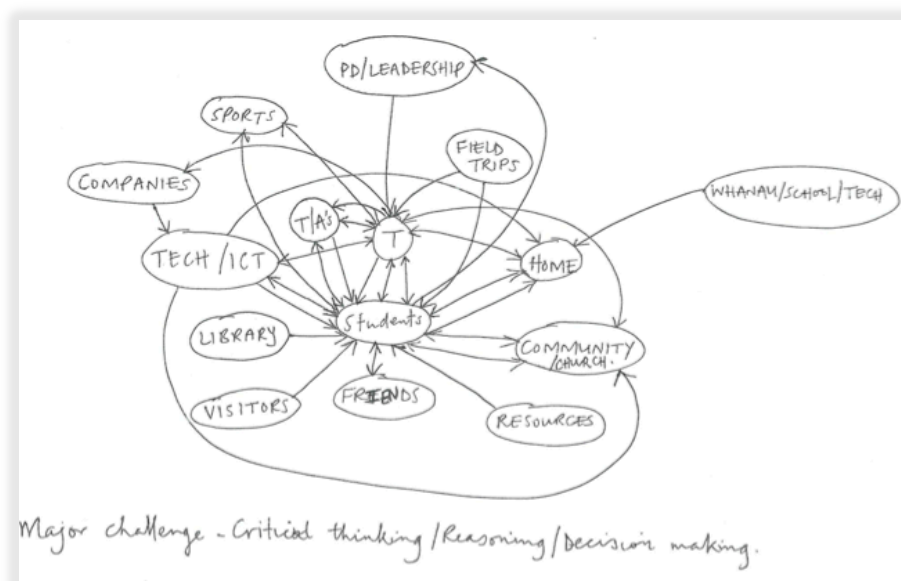 PD/LEADERSHIP
SPORTS
FIELD
TRIPS
COMPANIES
WHANAU/SCHOOL/TECH
T/A's
T
TECH/ICT
HOME
Students
LIBRARY
COMMUNITY
/CHURCH.
FRIENDS
VISITORS
RESOURCES
Major challenge - Critical thinking/Reasoning/Decision making.